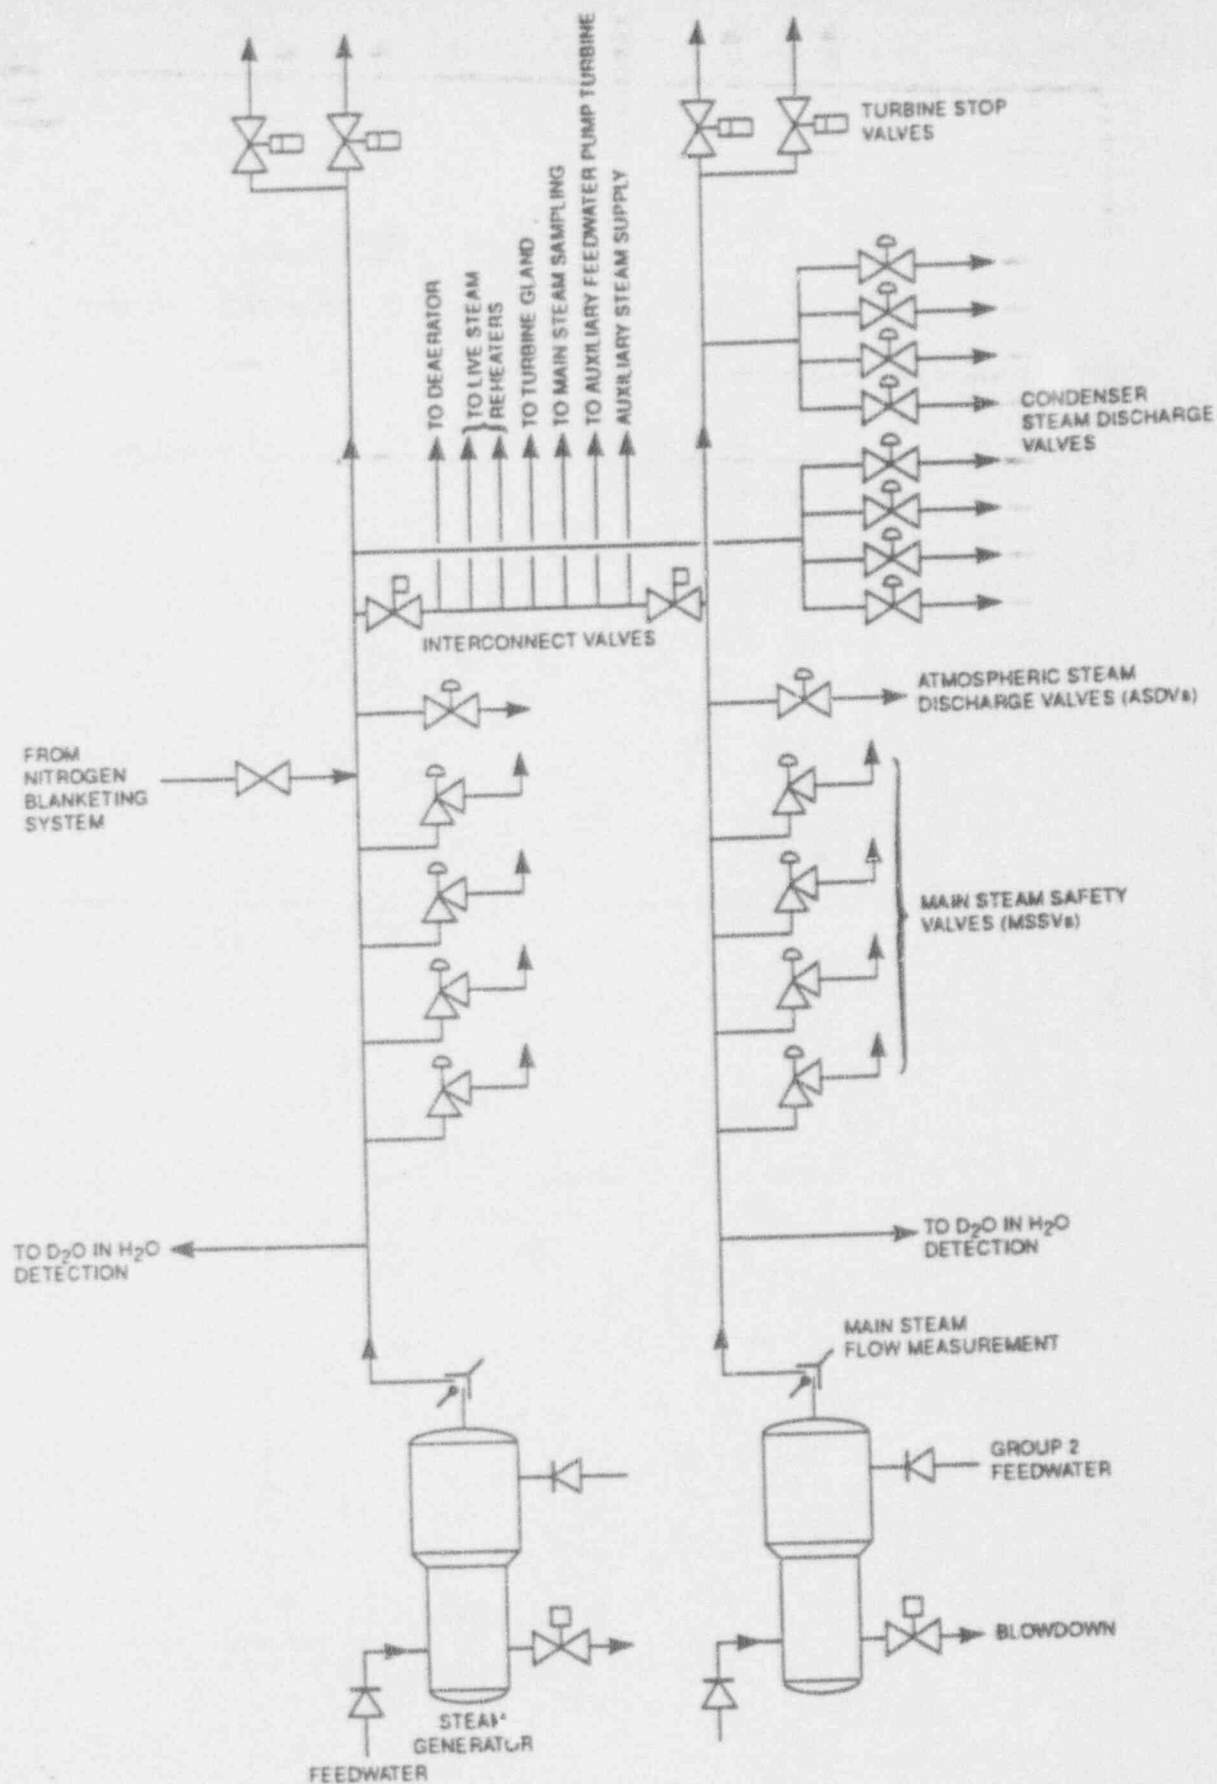 TURBINE STOP
VALVES
TO DEAERATOR
TO LIVE STEAM
REHEATERS
TO TURBINE GLAND
TO MAIN STEAM SAMPLING
TO AUXILIARY FEEDWATER PUMP TURBINE
AUXILIARY STEAM SUPPLY
CONDENSER
STEAM DISCHARGE
VALVES
INTERCONNECT VALVES
ATMOSPHERIC STEAM
DISCHARGE VALVES (ASDVs)
FROM
NITROGEN
BLANKETING
SYSTEM
MAIN STEAM SAFETY
VALVES (MSSVs)
TO D₂O IN H₂O
DETECTION
TO D₂O IN H₂O
DETECTION
MAIN STEAM
FLOW MEASUREMENT
GROUP 2
FEEDWATER
BLOWDOWN
STEAM
GENERATOR
FEEDWATER